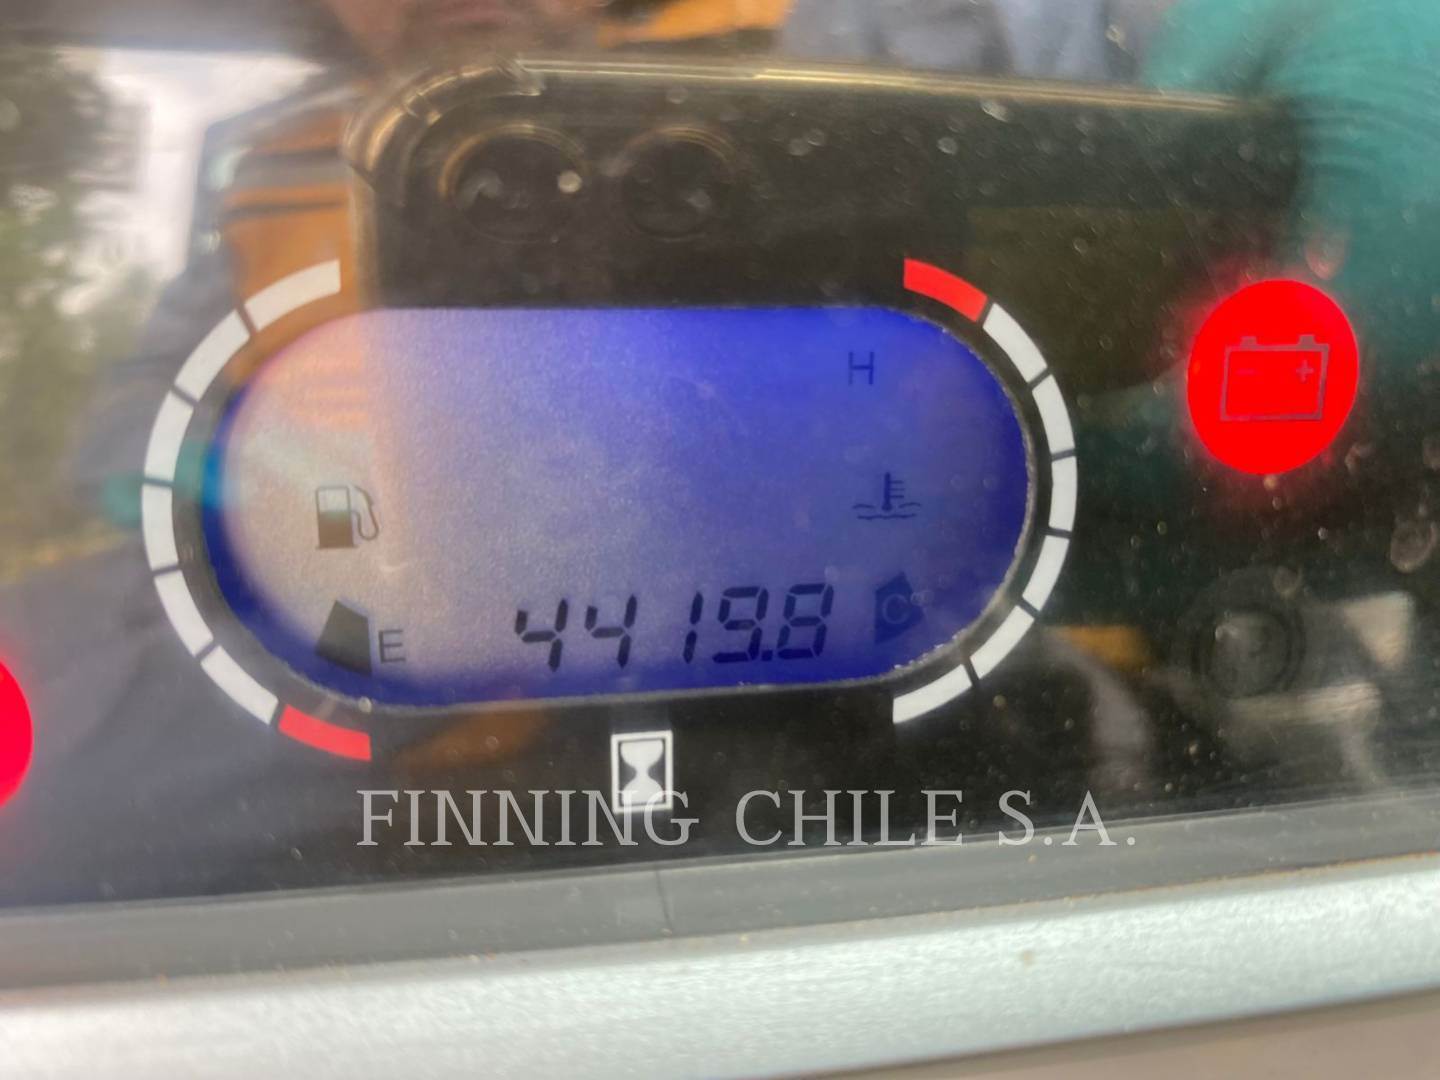 H
4419.8 C
E
FINNING CHILE S.A.